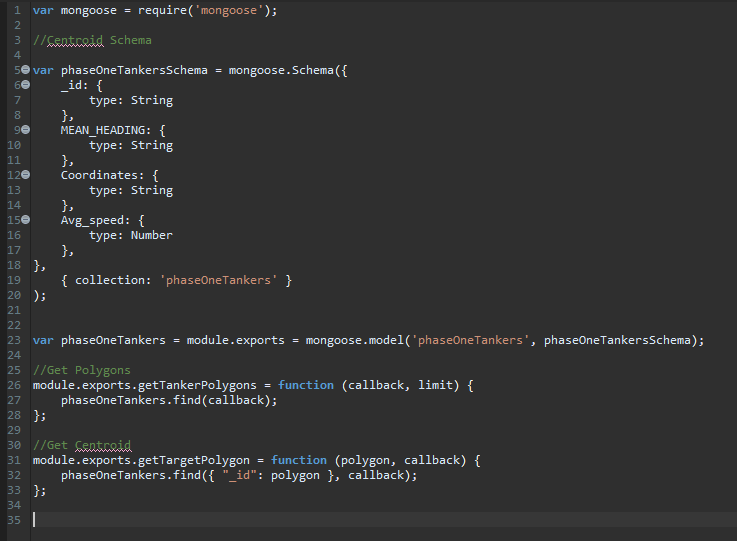 1 var mongoose = require('mongoose');
2
3 //Centroid Schema
4
5 var phaseOneTankersSchema = mongoose.Schema({
6     _id: {
7         type: String
8     },
9     MEAN_HEADING: {
10         type: String
11     },
12     Coordinates: {
13         type: String
14     },
15     Avg_speed: {
16         type: Number
17     },
18 },
19     { collection: 'phaseOneTankers' }
20 );
21
22
23 var phaseOneTankers = module.exports = mongoose.model('phaseOneTankers', phaseOneTankersSchema);
24
25 //Get Polygons
26 module.exports.getTankerPolygons = function (callback, limit) {
27     phaseOneTankers.find(callback);
28 };
29
30 //Get Centroid
31 module.exports.getTargetPolygon = function (polygon, callback) {
32     phaseOneTankers.find({ "_id": polygon }, callback);
33 };
34
35